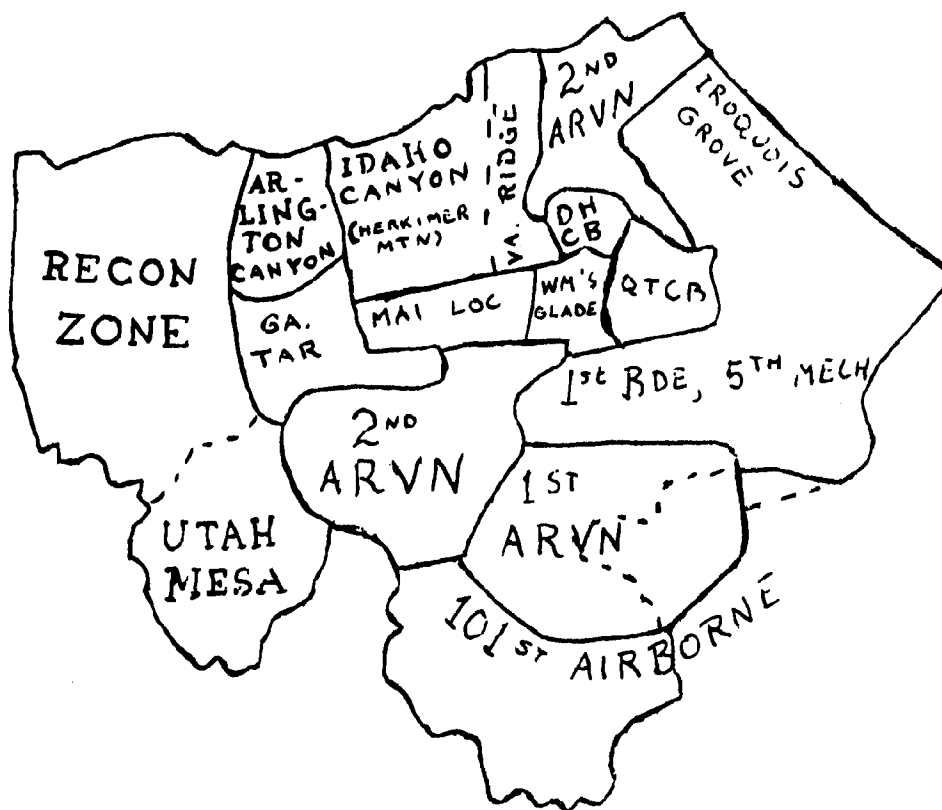 2ND
ARVN
IROQUOIS
GROVE
VA. RIDGE
IDAHO
CANYON
(HERKIMER
MTN)
AR-
LING-
TON
CANYON
RECON
ZONE
DH
CB
GA.
TAR
MAI LOC
WM'S
GLADE
QTCB
1st BDE, 5TH MECH
2ND
ARVN
1ST
ARVN
UTAH
MESA
101ST AIRBORNE